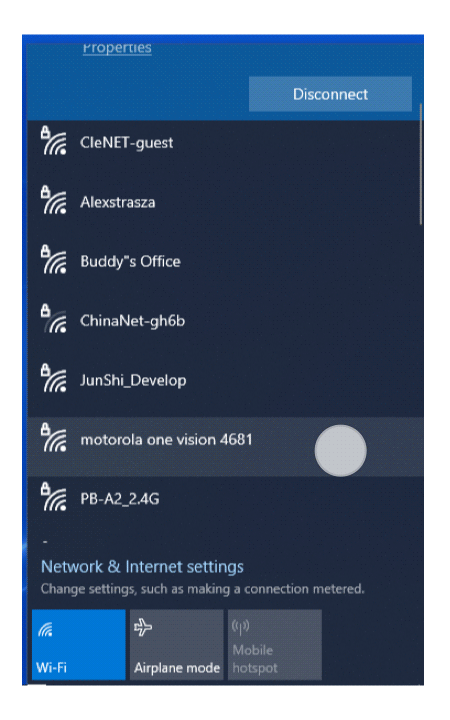 Properties
Disconnect
CleNET-guest
Alexstrasza
Buddy"s Office
ChinaNet-gh6b
JunShi_Develop
motorola one vision 4681
PB-A2_2.4G
Network & Internet settings
Change settings, such as making a connection metered.
Wi-Fi
Airplane mode
Mobile
hotspot